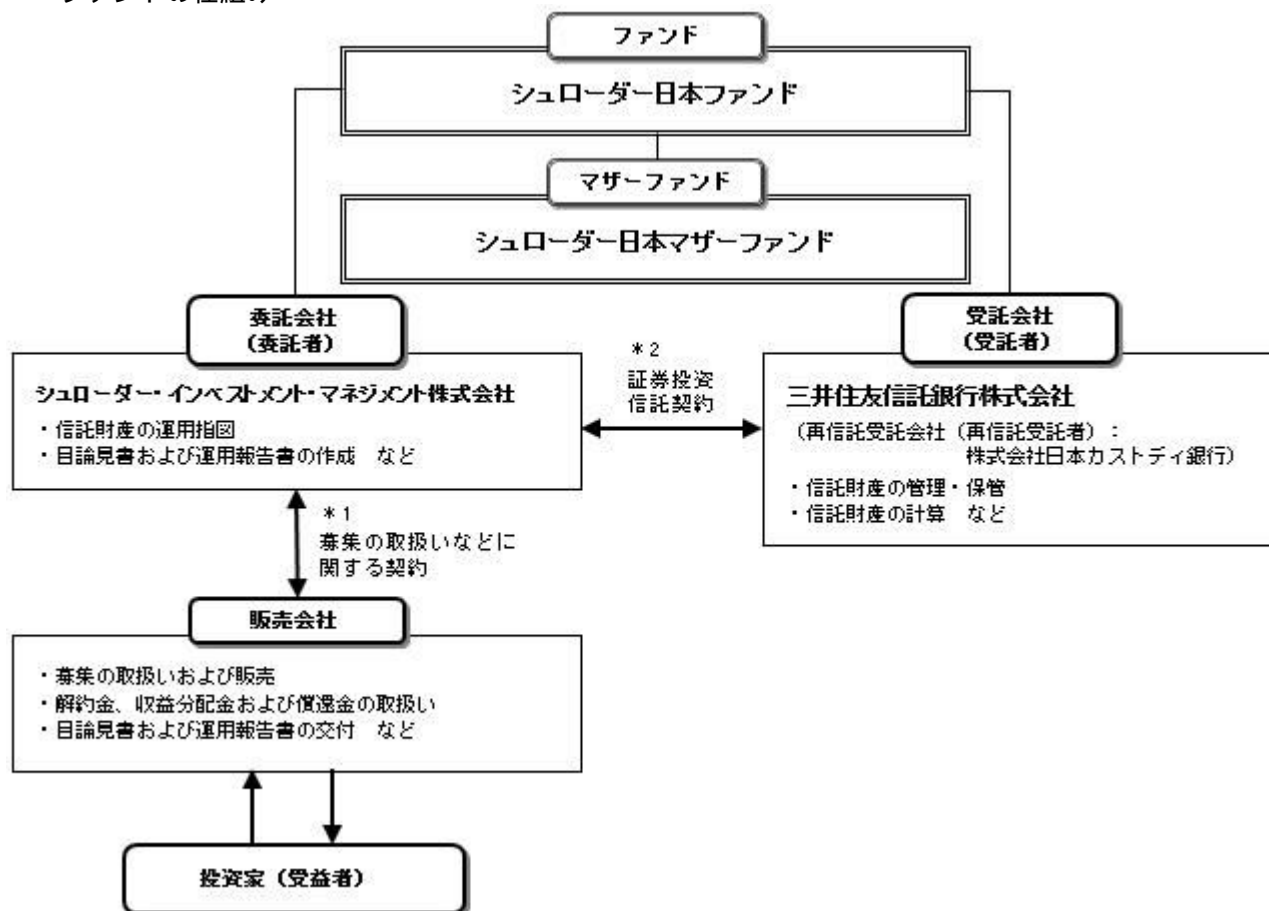 ファンドの仕組み
ファンド
シュローダー日本ファンド
マザーファンド
シュローダー日本マザーファンド
委託会社
(委託者)
シュローダー・インベストメント・マネジメント株式会社
・信託財産の運用指図
・目論見書および運用報告書の作成 など
*2
証券投資
信託契約
受託会社
(受託者)
三井住友信託銀行株式会社
(再信託受託会社(再信託受託者):
株式会社日本カストディ銀行)
・信託財産の管理・保管
・信託財産の計算 など
*1
募集の取扱いなどに
関する契約
販売会社
・募集の取扱いおよび販売
・解約金、収益分配金および償還金の取扱い
・目論見書および運用報告書の交付 など
投資家(受益者)